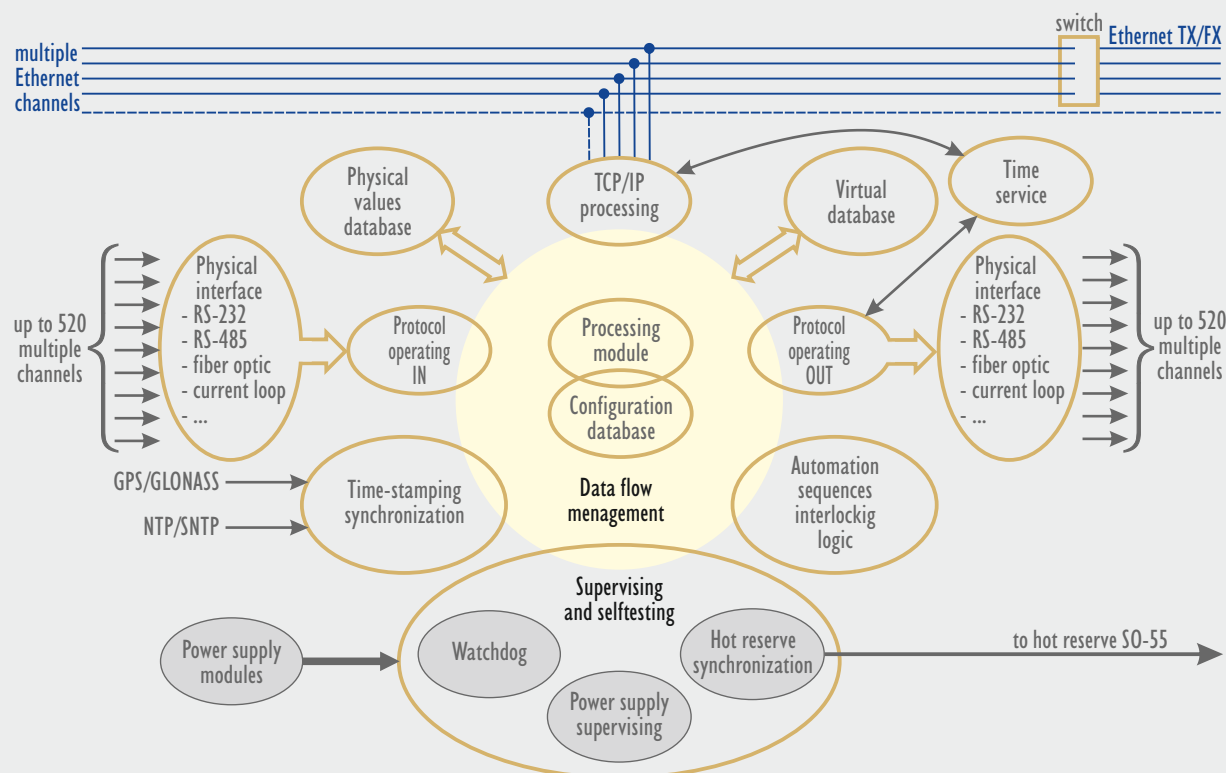 switch
Ethernet TX/FX
multiple
Ethernet
channels
Physical
values
database
TCP/IP
processing
Virtual
database
Time
service
up to 520
multiple
channels
Physical
interface
- RS-232
- RS-485
- fiber optic
- current loop
- ...
Protocol
operating
IN
Processing
module
Configuration
database
Protocol
operating
OUT
Physical
interface
- RS-232
- RS-485
- fiber optic
- current loop
- ...
up to 520
multiple
channels
GPS/GLONASS
NTP/SNTP
Time-stamping
synchronization
Data flow
menagement
Automation
sequences
interlockig
logic
Supervising
and selftesting
Power supply
modules
Watchdog
Hot reserve
synchronization
Power supply
supervising
to hot reserve SO-55